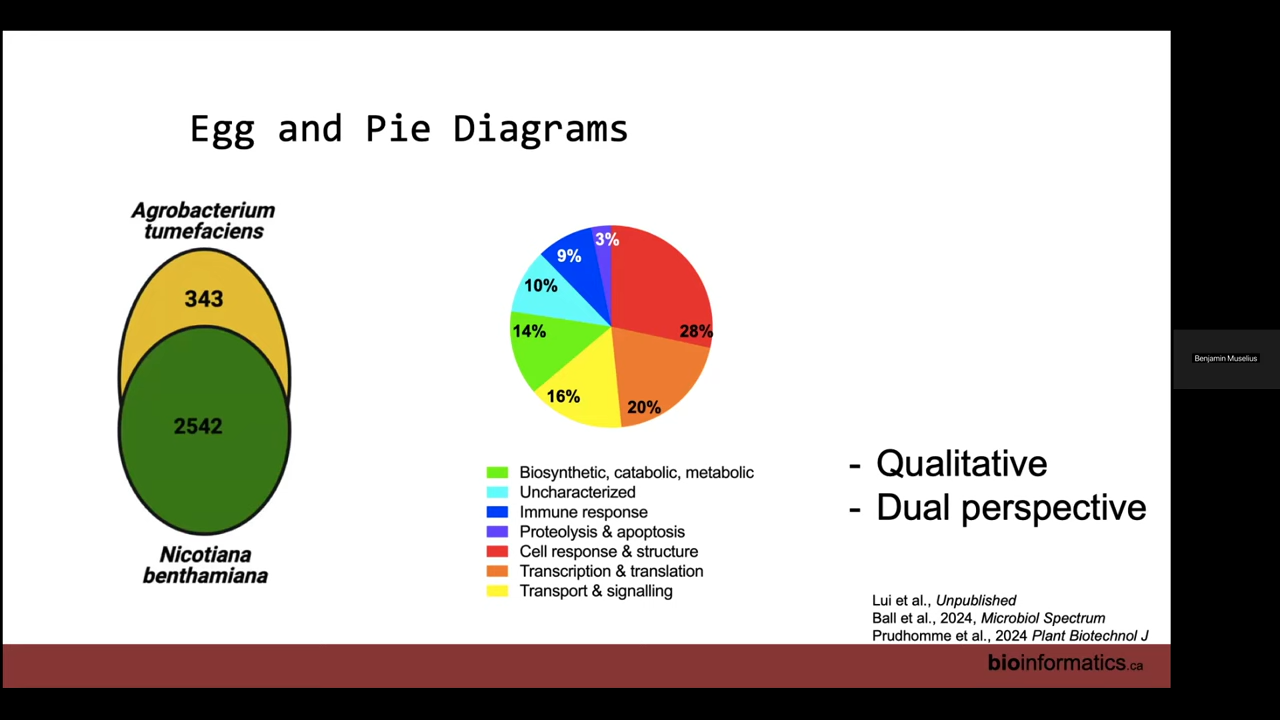 Egg and Pie Diagrams
Agrobacterium
tumefaciens
343
2542
Nicotiana
benthamiana
3%
9%
10%
14%
28%
16%
20%
Biosynthetic, catabolic, metabolic
Uncharacterized
Immune response
Proteolysis & apoptosis
Cell response & structure
Transcription & translation
Transport & signalling
- Qualitative
- Dual perspective
Lui et al., Unpublished
Ball et al., 2024, Microbiol Spectrum
Prudhomme et al., 2024 Plant Biotechnol J
bioinformatics.ca
Benjamin Muselius